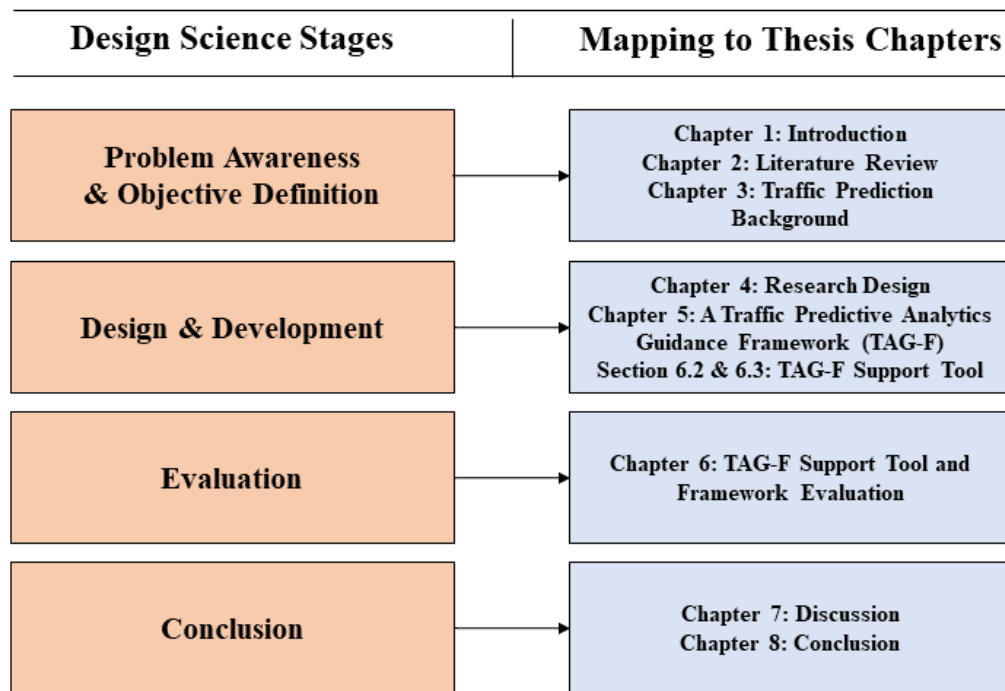 Design Science Stages
Mapping to Thesis Chapters
Problem Awareness
& Objective Definition
Chapter 1: Introduction
Chapter 2: Literature Review
Chapter 3: Traffic Prediction
Background
Design & Development
Chapter 4: Research Design
Chapter 5: A Traffic Predictive Analytics
Guidance Framework (TAG-F)
Section 6.2 & 6.3: TAG-F Support Tool
Evaluation
Chapter 6: TAG-F Support Tool and
Framework Evaluation
Conclusion
Chapter 7: Discussion
Chapter 8: Conclusion